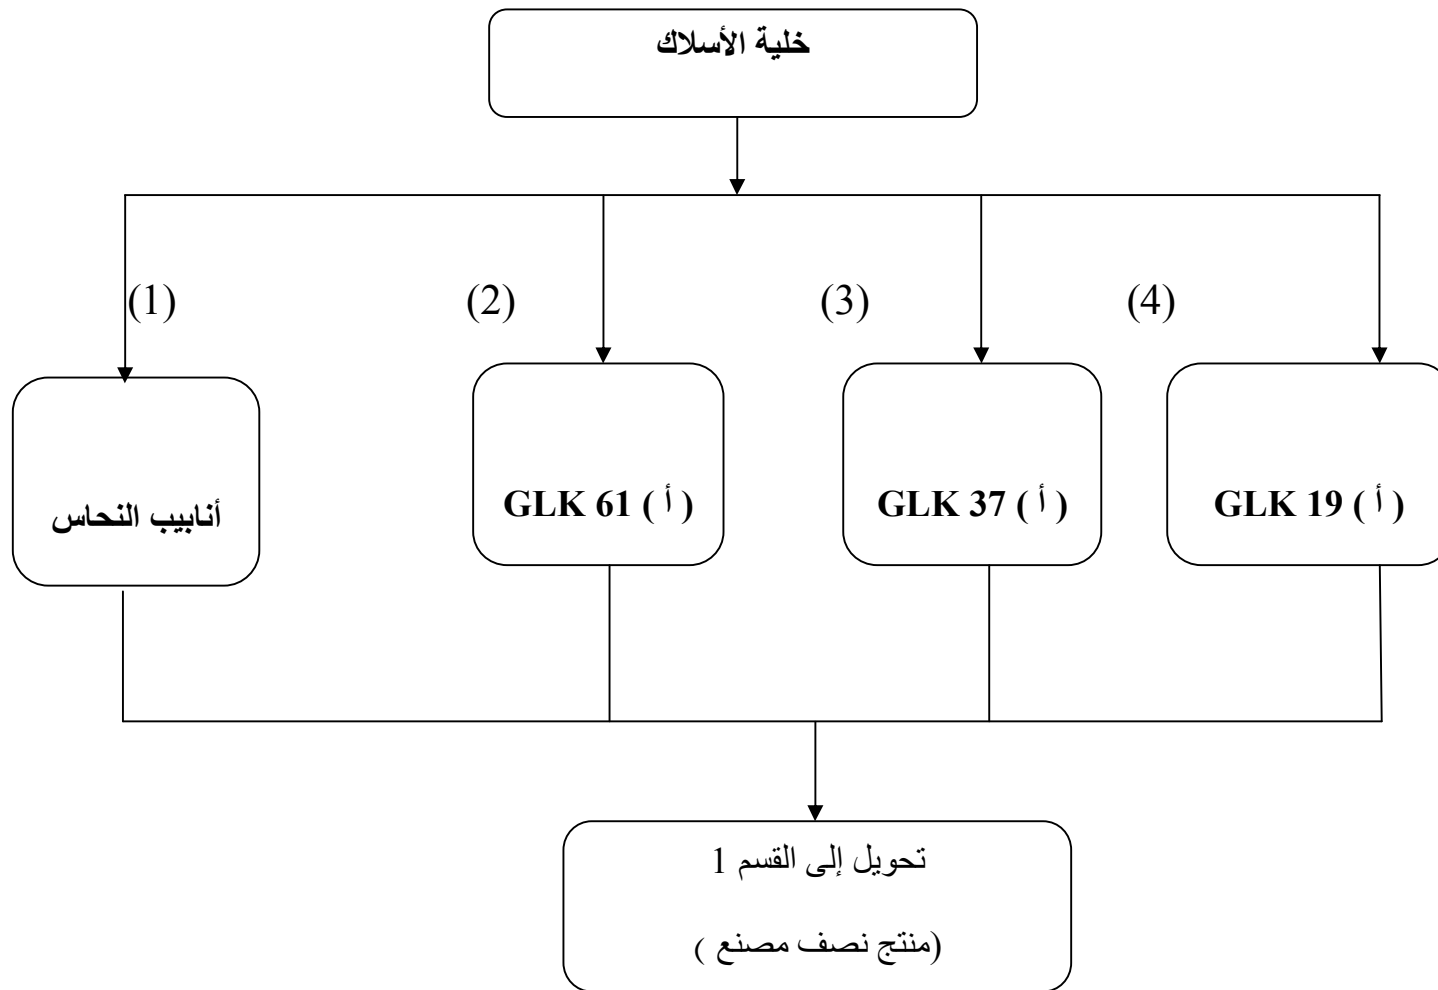 خلية الأسلاك
(1)
(2)
(3)
(4)
أنابيب النحاس
GLK 61 ( أ )
GLK 37 ( أ )
GLK 19 ( أ )
تحويل إلى القسم 1
(منتج نصف مصنع )